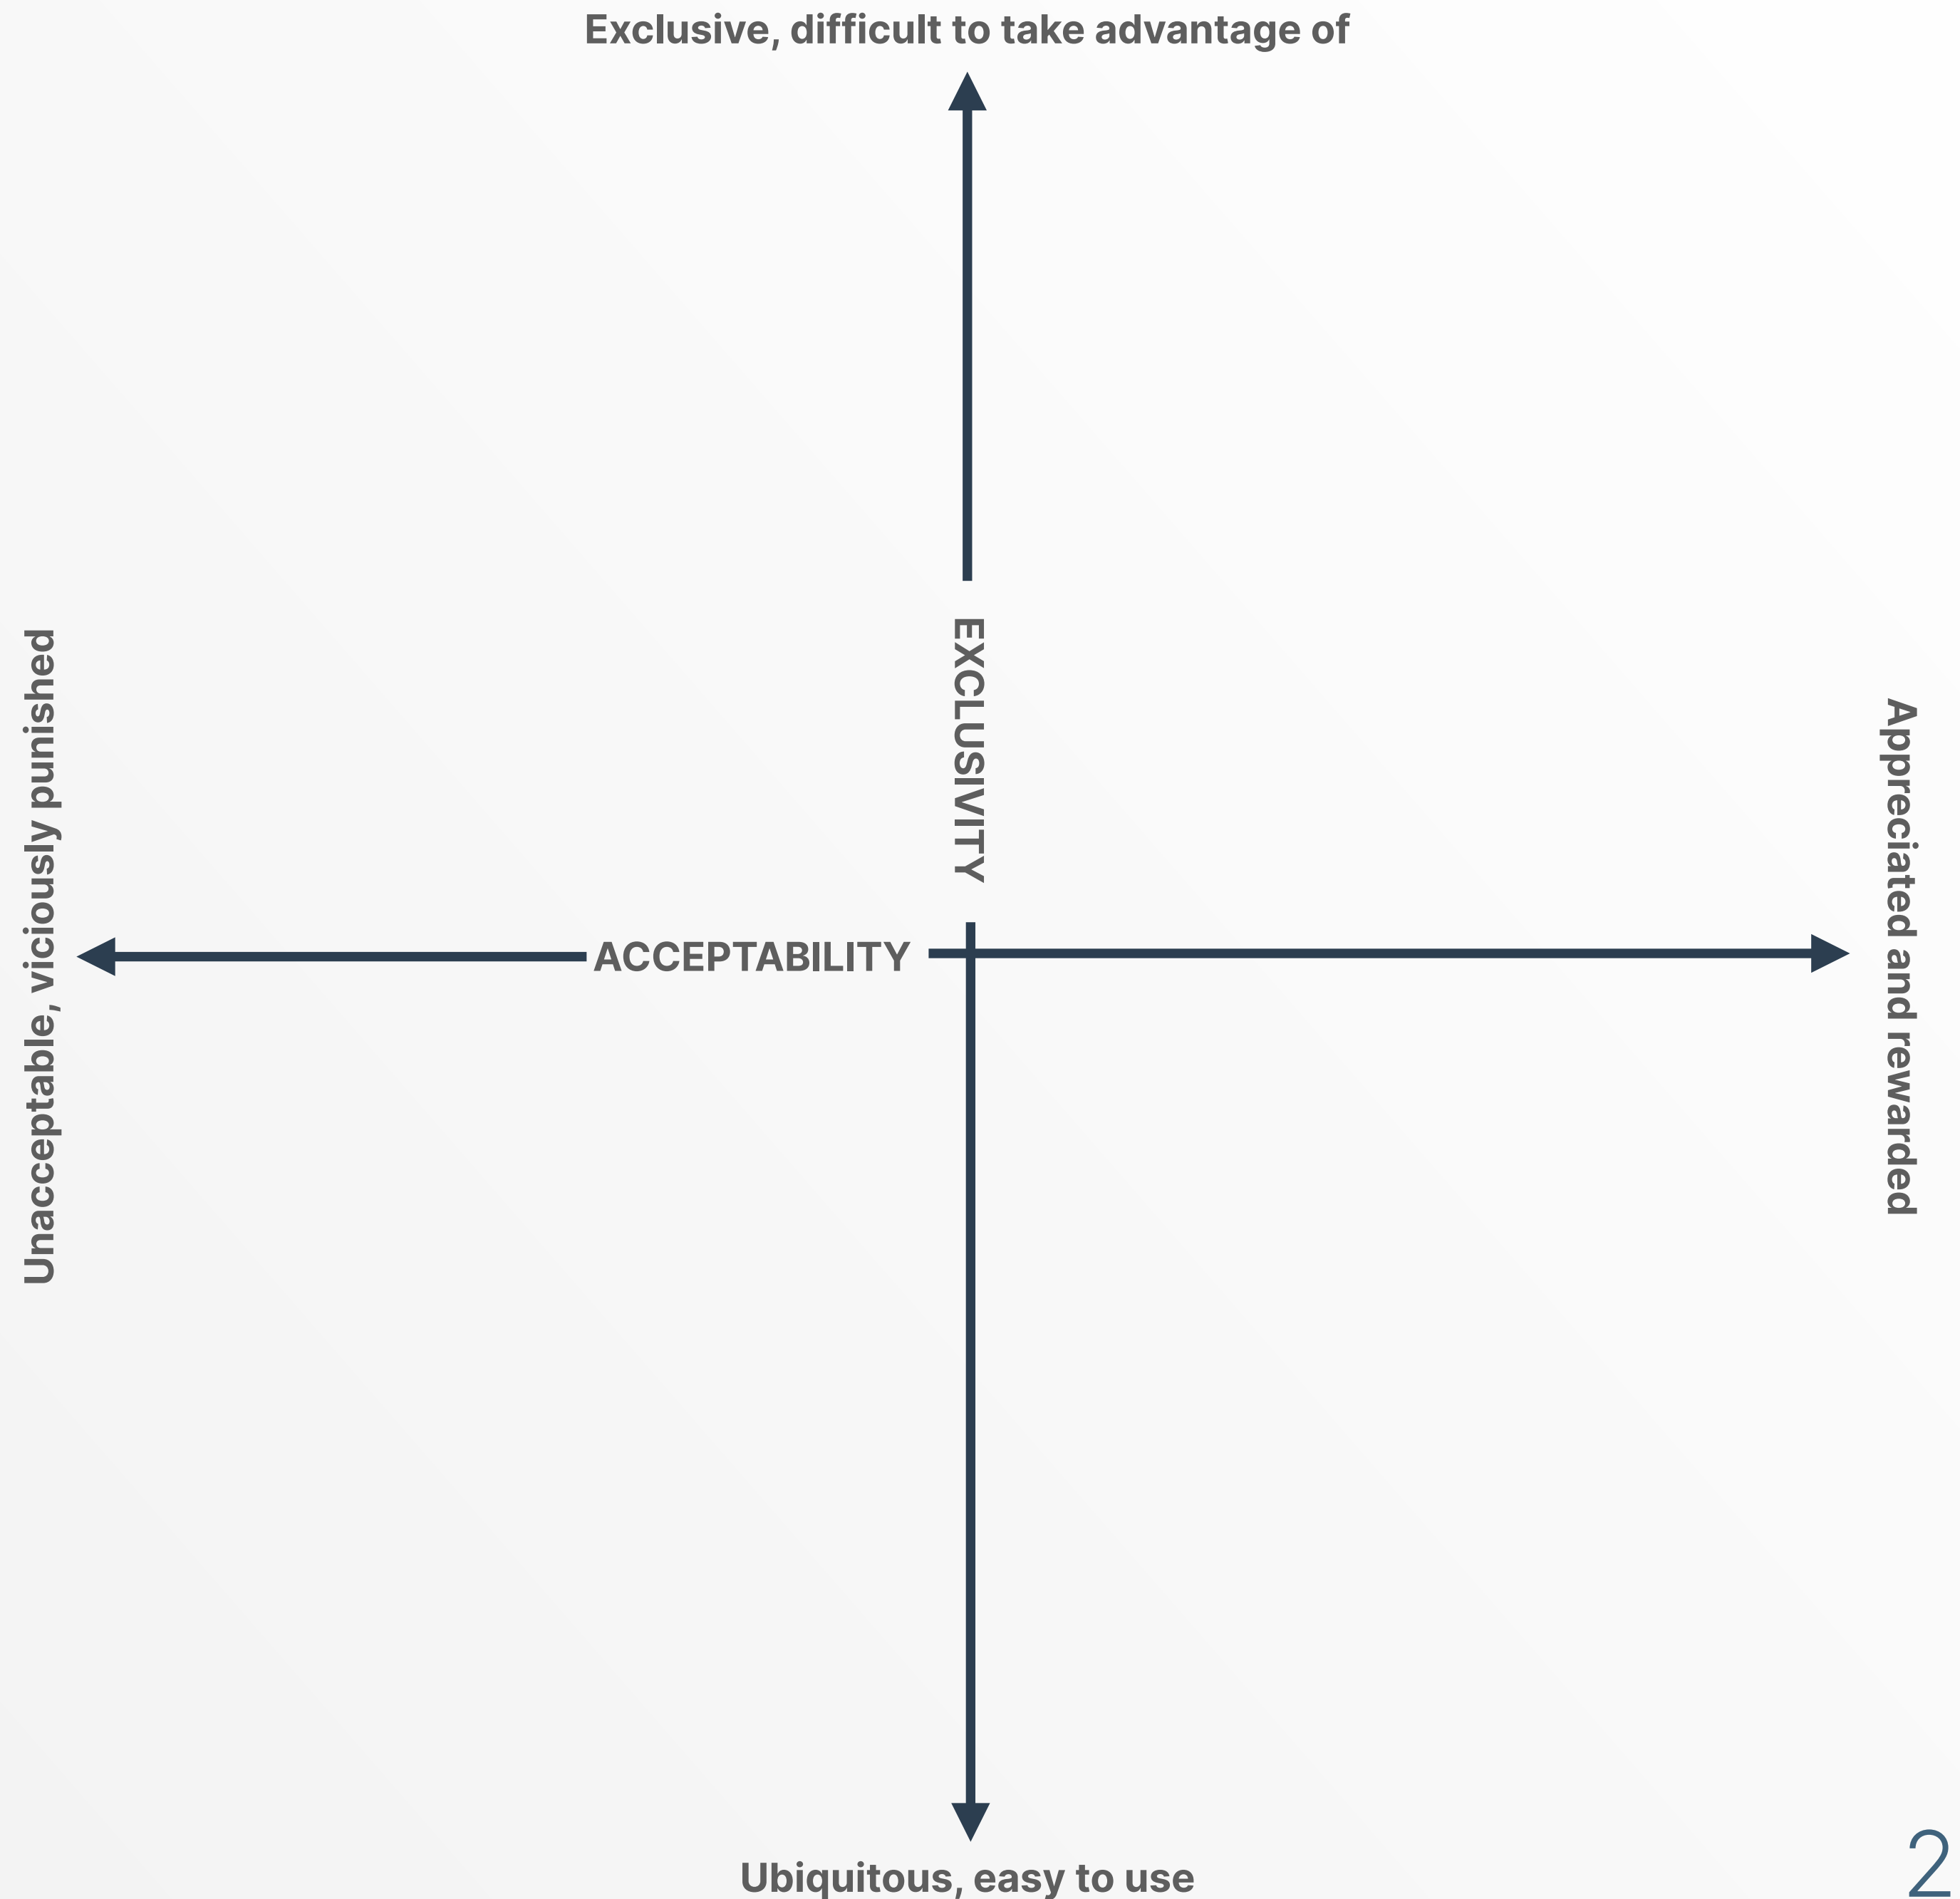 Exclusive, difficult to take advantage of
EXCLUSIVITY
Unacceptable, viciously punished
ACCEPTABILITY
Appreciated and rewarded
Ubiquitous, easy to use
2